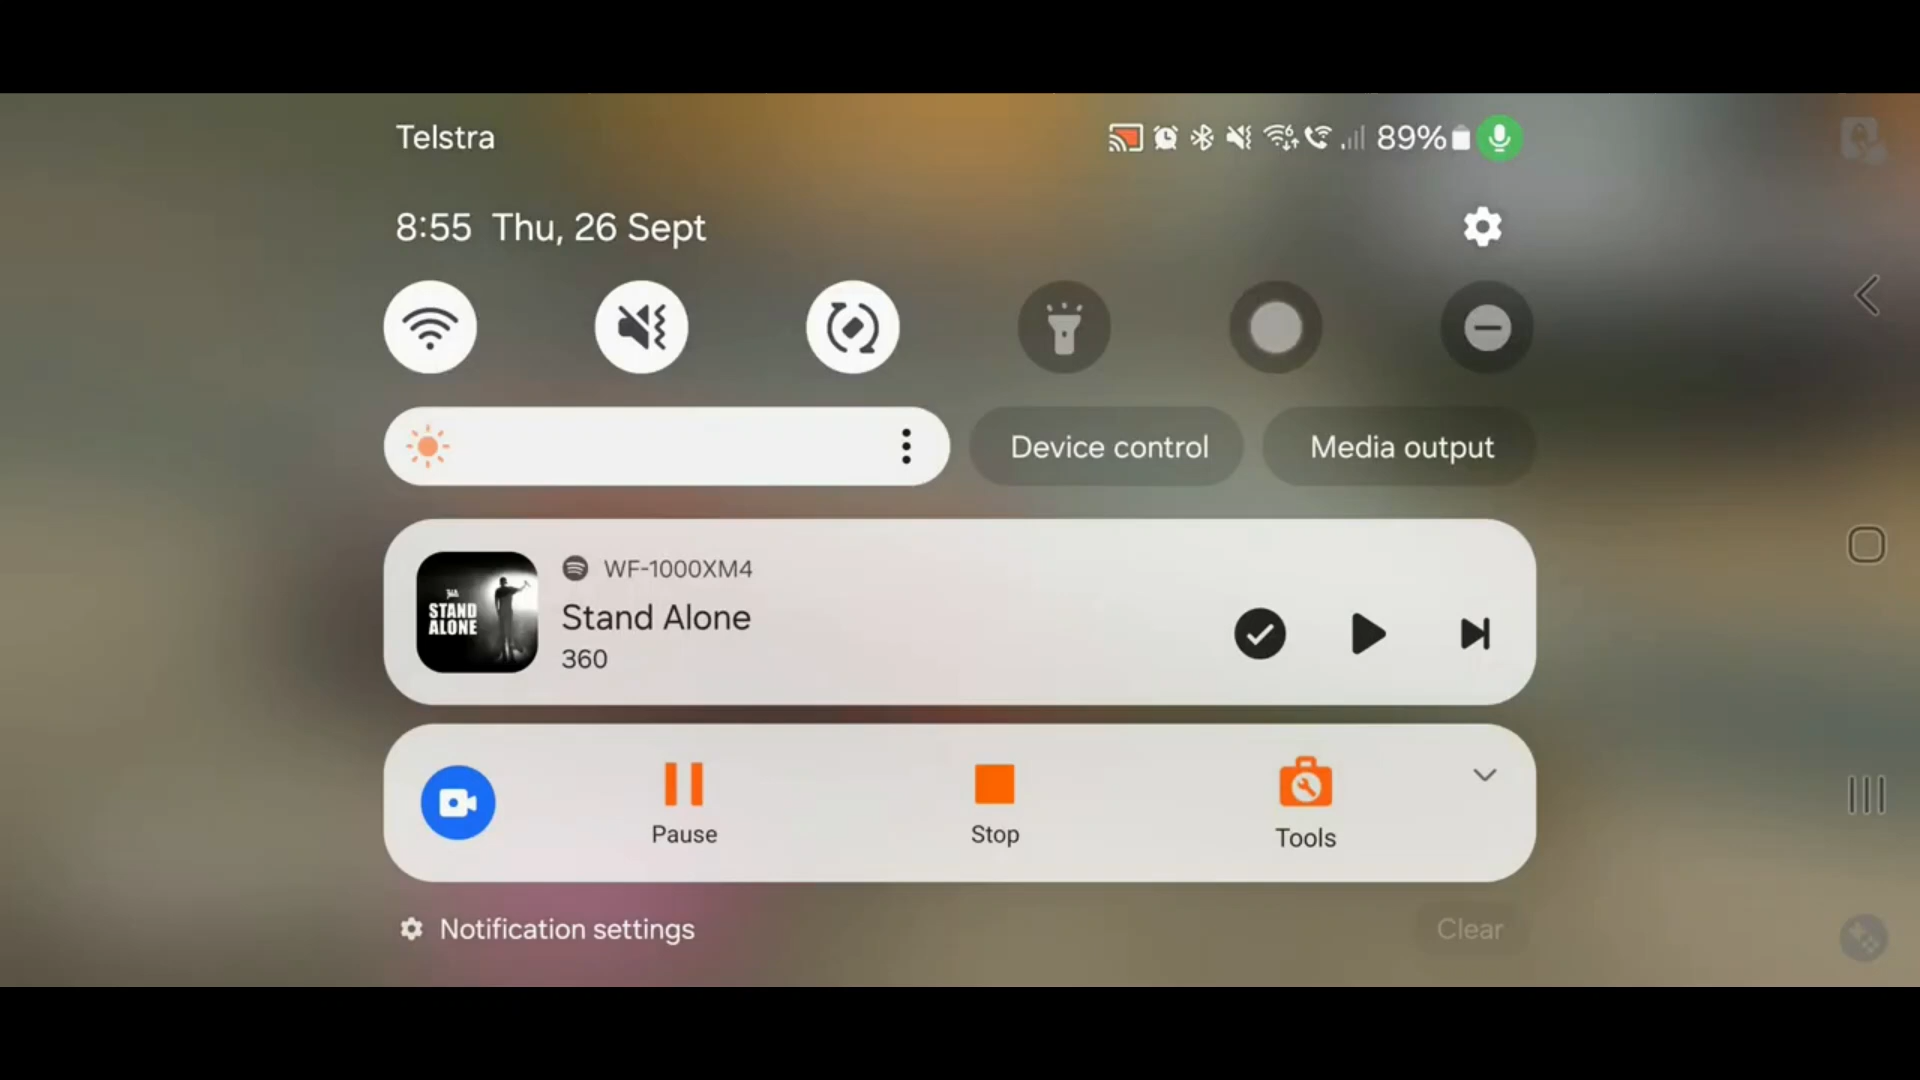 Telstra
89%
8:55 Thu, 26 Sept
Device control
Media output
WF-1000XM4
Stand Alone
360
STAND
ALONE
Pause
Stop
Tools
Notification settings
Clear